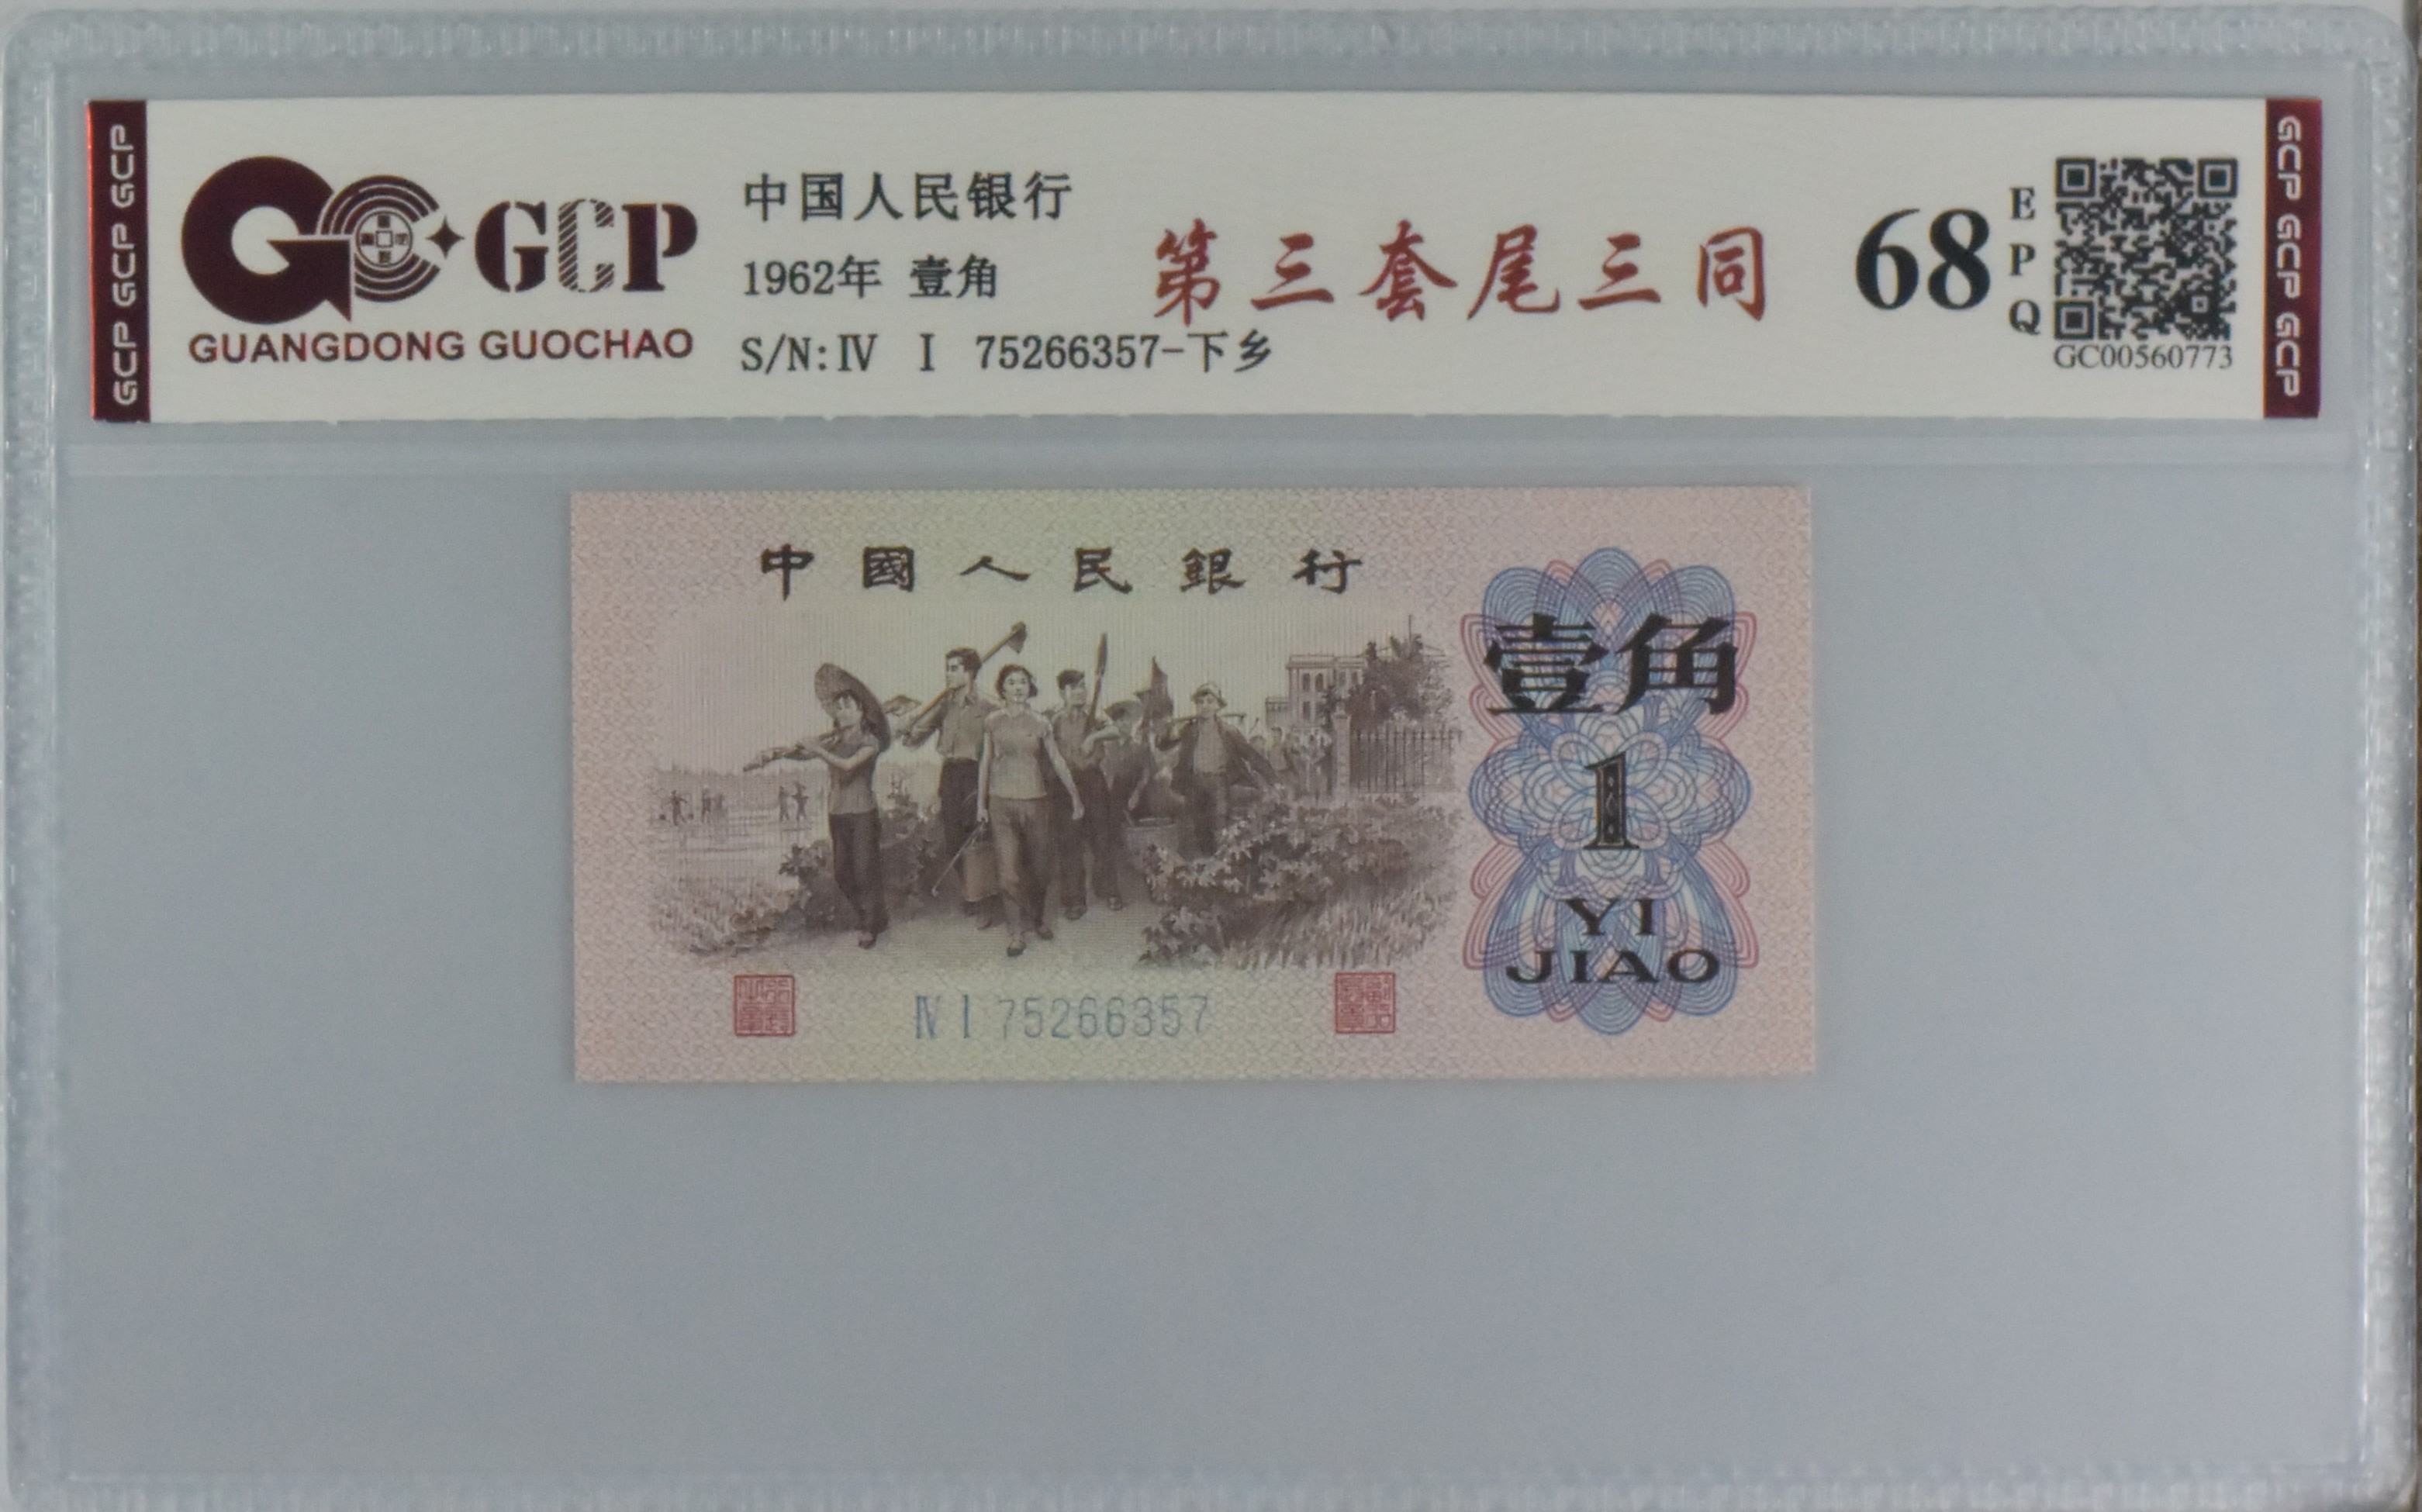 GCP GCP GCP
GCP
GUANGDONG GUOCHAO
中国人民银行
1962年 壹角
S/N:Ⅳ Ⅰ 75266357-下乡
第三套尾三同
68
EPQ
GC00560773
GCP GCP GCP
中國人民銀行
壹角
1
YI
JIAO
Ⅳ Ⅰ 75266357